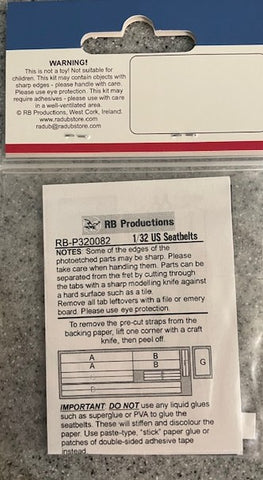 WARNING!
This is not a toy! Not suitable for
children. This kit may contain objects with
sharp edges - please handle with care.
Please use eye protection. This kit may
require adhesives - please use with care
in a well-ventilated area.
© RB Productions, West Cork, Ireland.
www.radubstore.com
radub@radubstore.com
RB Productions
RB-P320082 1/32 US Seatbelts
NOTES: Some of the edges of the
photoetched parts may be sharp. Please
take care when handling them. Parts can be
separated from the fret by cutting through
the tabs with a sharp modelling knife against
a hard surface such as a tile.
Remove all tab leftovers with a file or emery
board. Please use eye protection.
To remove the pre-cut straps from the
backing paper, lift one corner with a craft
knife, then peel off.
A B
A B
G
IMPORTANT: DO NOT use any liquid glues
such as superglue or PVA to glue the
seatbelts. These will stiffen and discolour the
paper. Use paste-type, "stick" paper glue or
patches of double-sided adhesive tape
instead